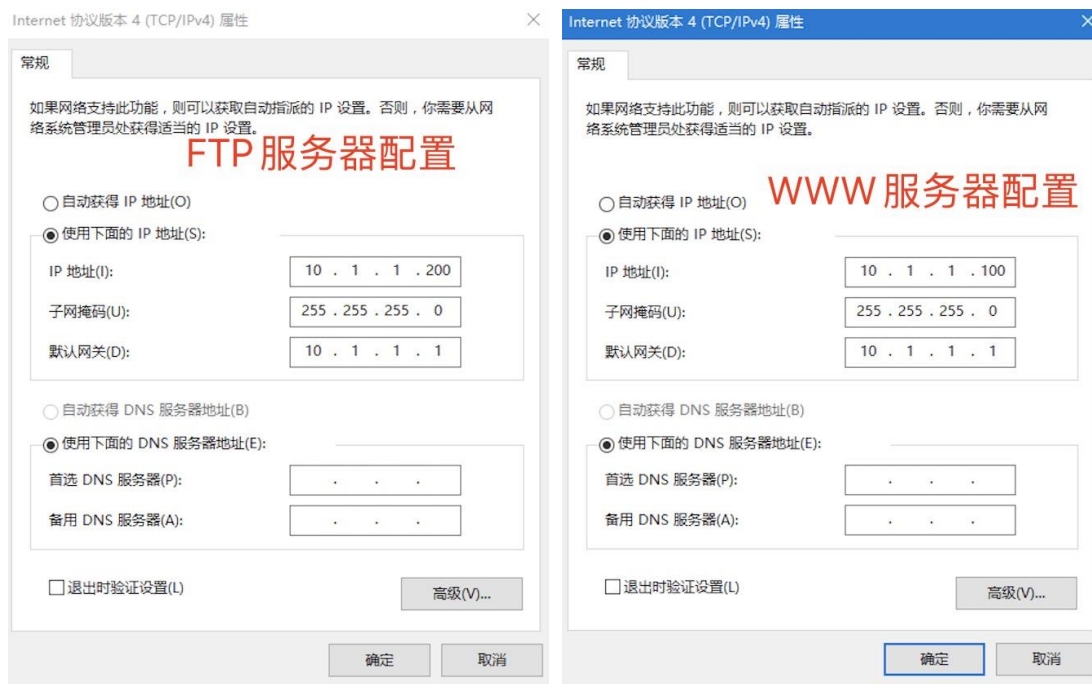 Internet 协议版本 4 (TCP/IPv4) 属性
常规
如果网络支持此功能，则可以获取自动指派的 IP 设置。否则，你需要从网
络系统管理员处获得适当的 IP 设置。
FTP服务器配置
自动获得 IP 地址(O)
使用下面的 IP 地址(S):
IP 地址(I): 10 . 1 . 1 . 200
子网掩码(U): 255 . 255 . 255 . 0
默认网关(D): 10 . 1 . 1 . 1
自动获得 DNS 服务器地址(B)
使用下面的 DNS 服务器地址(E):
首选 DNS 服务器(P): . . .
备用 DNS 服务器(A): . . .
退出时验证设置(L)
高级(V)...
确定 取消
Internet 协议版本 4 (TCP/IPv4) 属性
常规
如果网络支持此功能，则可以获取自动指派的 IP 设置。否则，你需要从网
络系统管理员处获得适当的 IP 设置。
WWW服务器配置
自动获得 IP 地址(O)
使用下面的 IP 地址(S):
IP 地址(I): 10 . 1 . 1 . 100
子网掩码(U): 255 . 255 . 255 . 0
默认网关(D): 10 . 1 . 1 . 1
自动获得 DNS 服务器地址(B)
使用下面的 DNS 服务器地址(E):
首选 DNS 服务器(P): . . .
备用 DNS 服务器(A): . . .
退出时验证设置(L)
高级(V)...
确定 取消